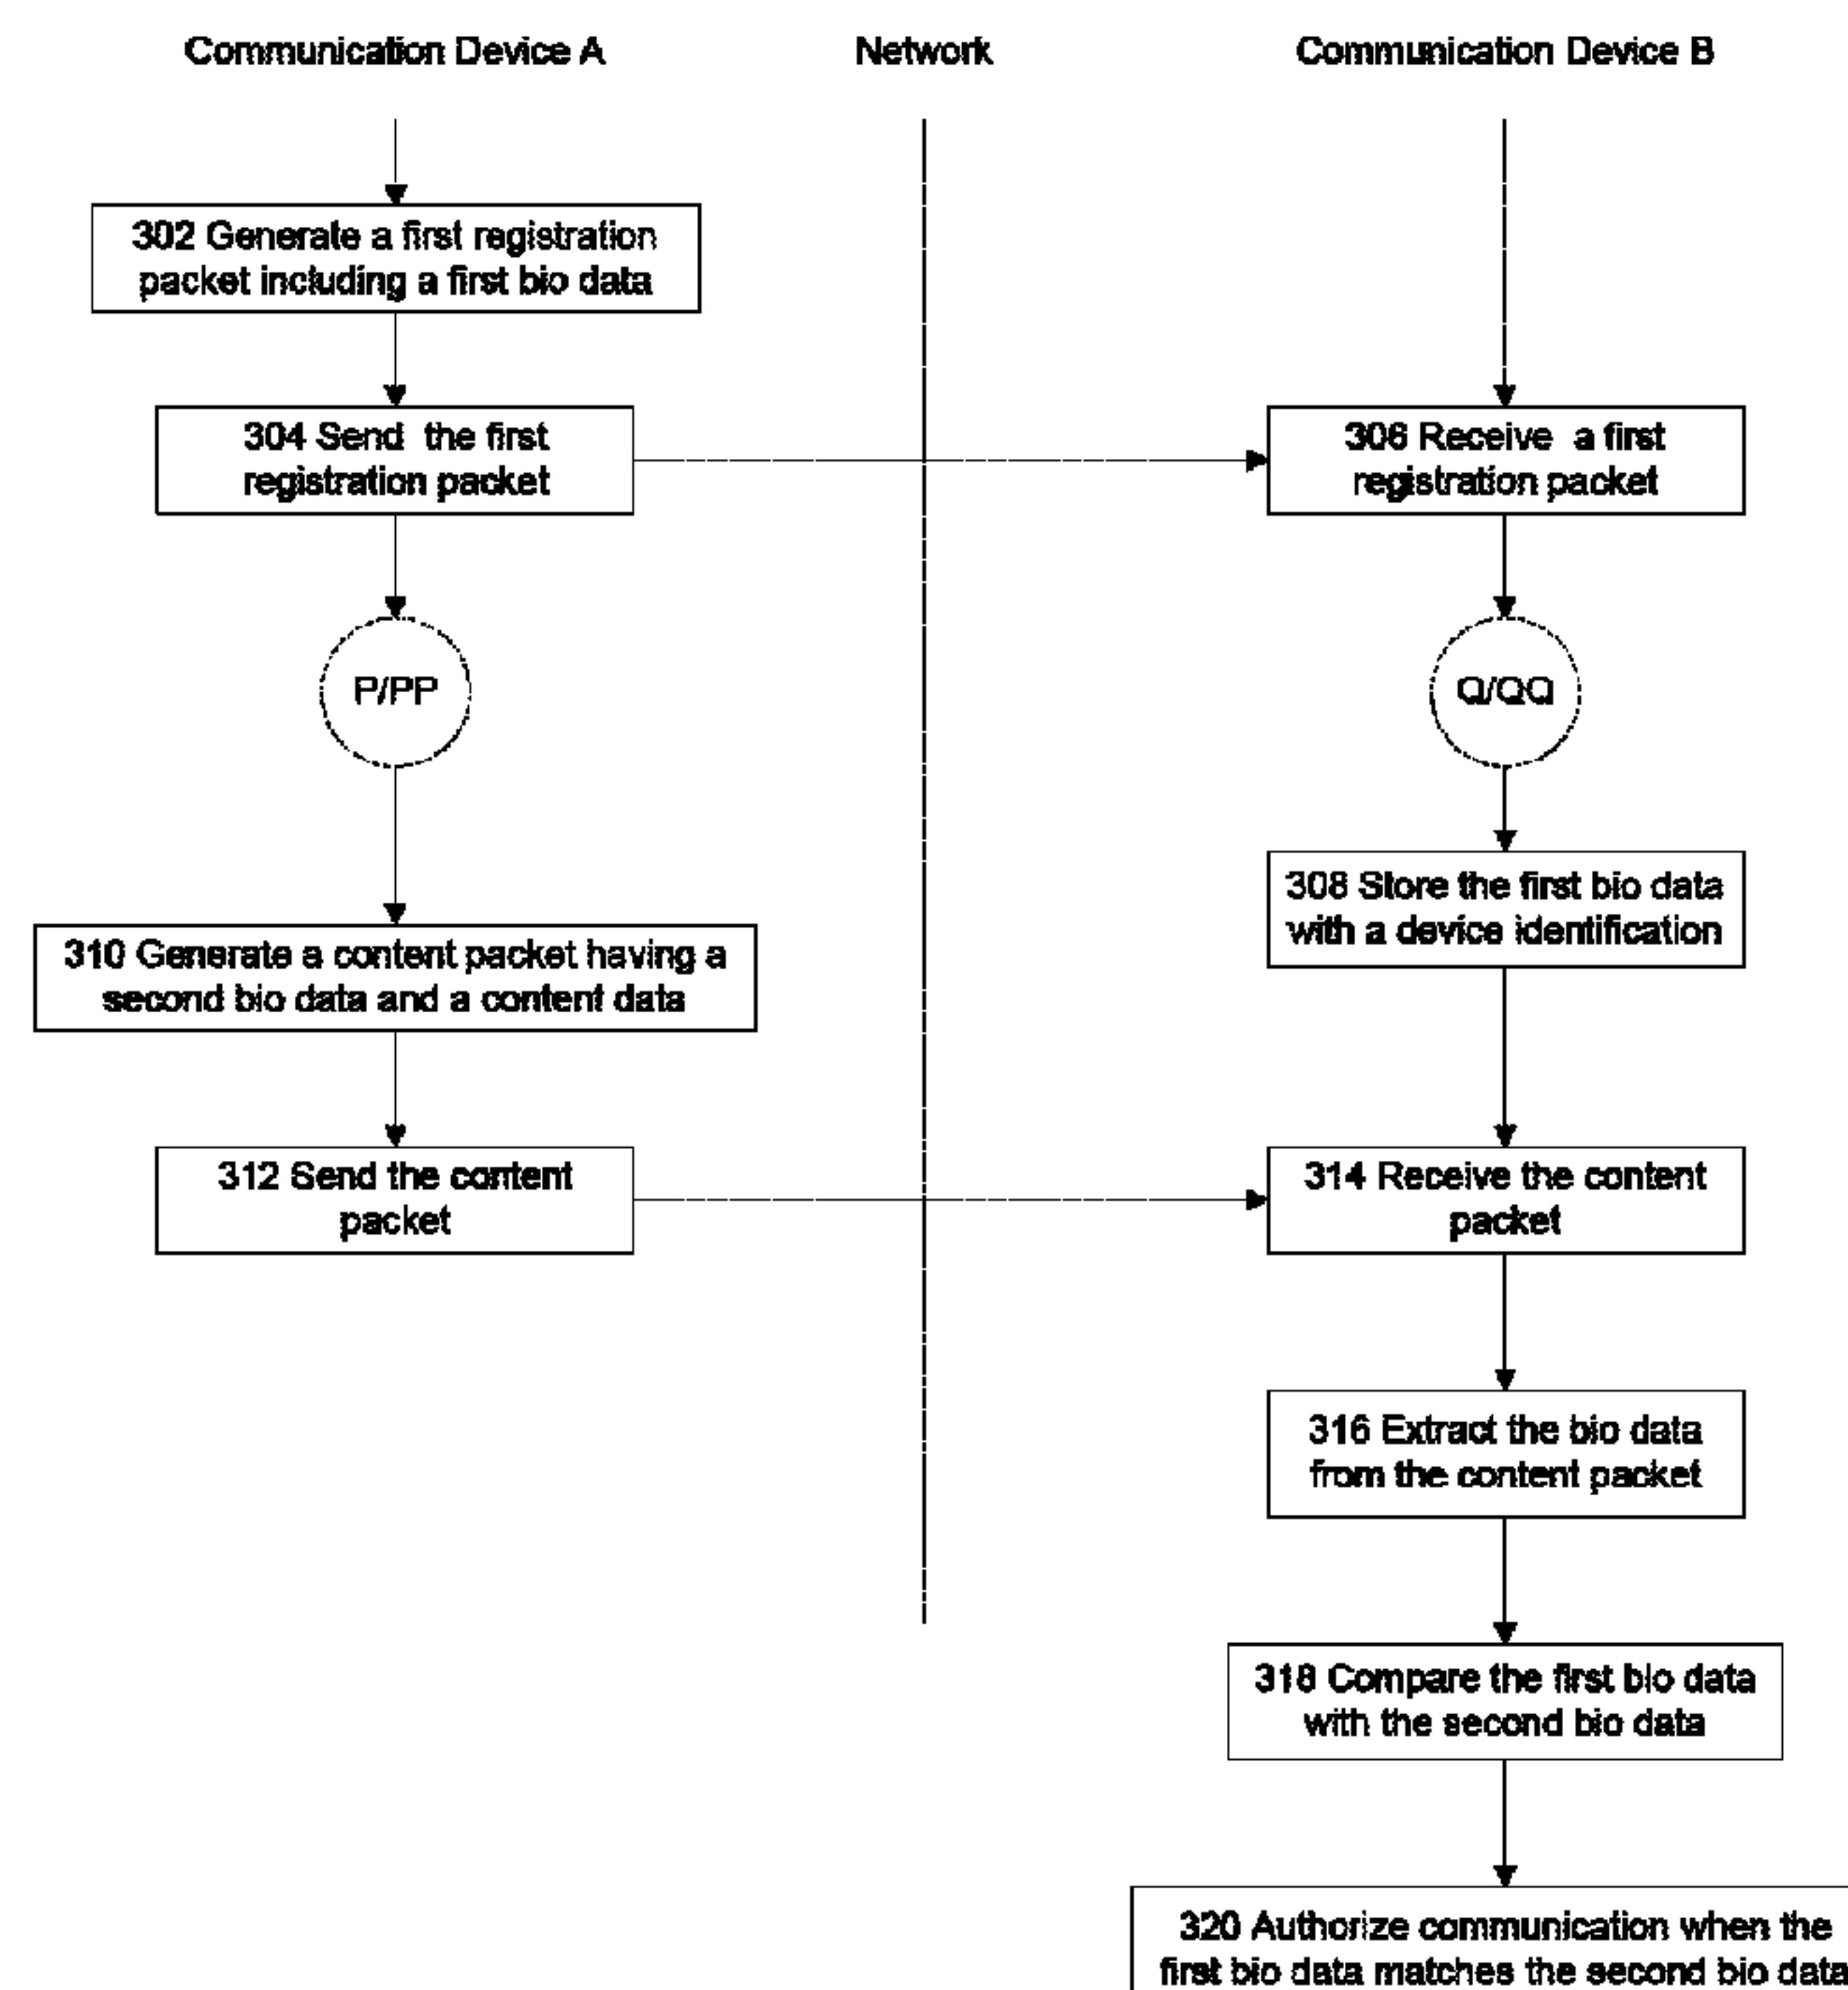 Communication Device A
Network
Communication Device B
302 Generate a first registration
packet including a first bio data
304 Send the first
registration packet
306 Receive a first
registration packet
P/PP
Q/QQ
308 Store the first bio data
with a device identification
310 Generate a content packet having a
second bio data and a content data
312 Send the content
packet
314 Receive the content
packet
316 Extract the bio data
from the content packet
318 Compare the first bio data
with the second bio data
320 Authorize communication when the
first bio data matches the second bio data